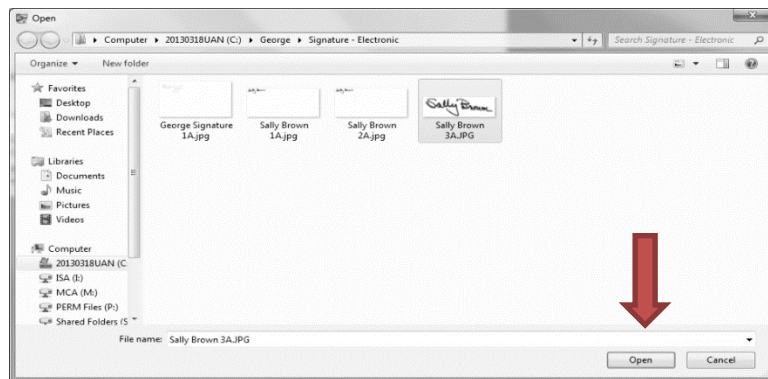 Open
Computer 20130318UAN (C:) George Signature - Electronic
Search Signature - Electronic
Organize New folder
Favorites
Desktop
Downloads
Recent Places
Libraries
Documents
Music
Pictures
Videos
Computer
20130318UAN (C
ISA (I:)
MCA (M:)
PERM Files (P:)
Shared Folders (S
George Signature 1A.jpg
Sally Brown 1A.jpg
Sally Brown 2A.jpg
Sally Brown
Sally Brown 3A.JPG
File name: Sally Brown 3A.JPG
Open Cancel